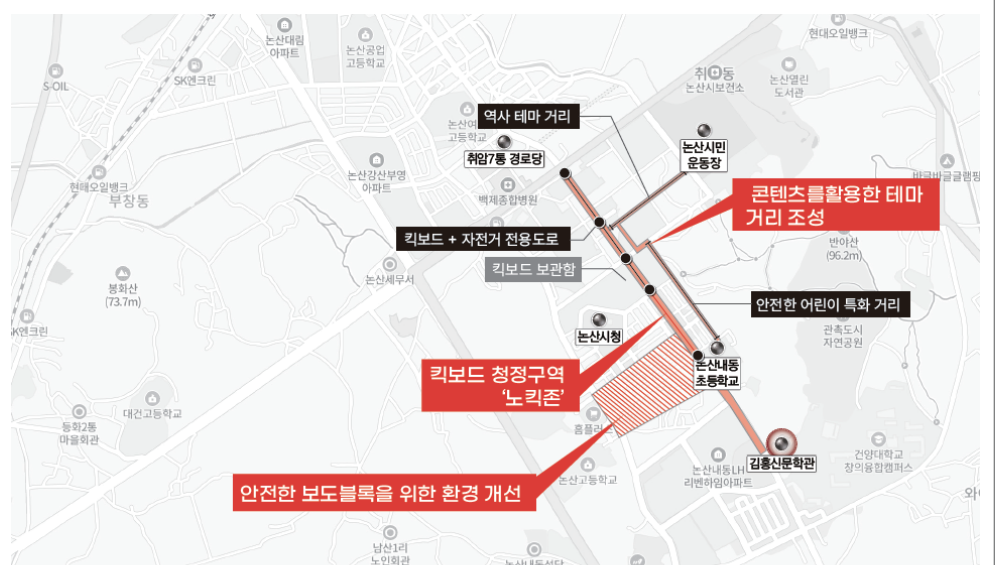 현대오일뱅크
논산대림
아파트
논산공업
고등학교
S-OIL
SK엔크린
취암동
논산시보건소
논산열린
도서관
역사 테마 거리
고등학교
취암7통 경로당
논산시민
운동장
현대오일뱅크
부창동
논산강산부영
아파트
백제종합병원
콘텐츠를활용한 테마
거리 조성
킥보드 + 자전거 전용도로
킥보드 보관함
반야산
(96.2m)
논산세무서
봉화산
(73.7m)
안전한 어린이 특화 거리
SK엔크린
논산시청
관촉도시
자연공원
킥보드 청정구역
‘노킥존’
논산내동
초등학교
대건고등학교
등화2통
마을회관
홈플러스
김홍신문학관
건양대학교
창의융합캠퍼스
논산내동LH
리벤하임아파트
논산고등학교
안전한 보도블록을 위한 환경 개선
와
남산1리
노인회관
논산내동성당